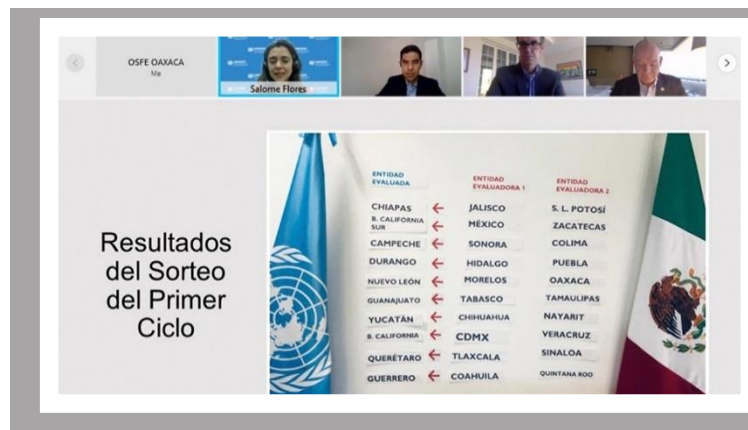 OSFE OAXACA
Me
Salome Flores
Resultados
del Sorteo
del Primer
Ciclo
ENTIDAD EVALUADA
ENTIDAD EVALUADORA 1
ENTIDAD EVALUADORA 2
CHIAPAS ← JALISCO S. L. POTOSÍ
B. CALIFORNIA SUR ← MÉXICO ZACATECAS
CAMPECHE ← SONORA COLIMA
DURANGO ← HIDALGO PUEBLA
NUEVO LEÓN ← MORELOS OAXACA
GUANAJUATO ← TABASCO TAMAULIPAS
YUCATÁN ← CHIHUAHUA NAYARIT
B. CALIFORNIA ← CDMX VERACRUZ
QUERÉTARO ← TLAXCALA SINALOA
GUERRERO ← COAHUILA QUINTANA ROO